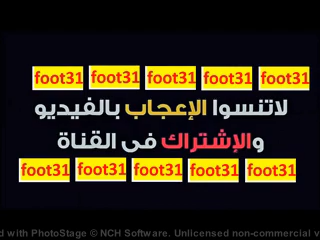 foot31 foot31 foot31 foot31 foot31
لاتنسوا الإعجاب بالفيديو
والإشتراك فى القناة
foot31 foot31 foot31 foot31 foot31
with PhotoStage © NCH Software. Unlicensed non-commercial